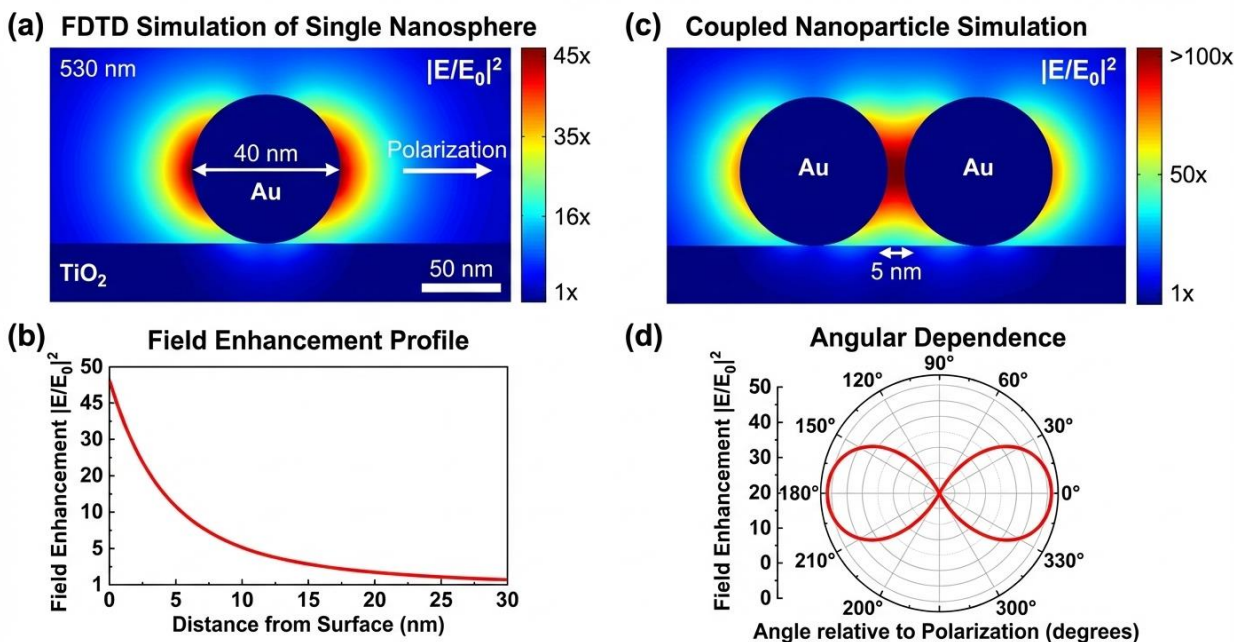 (a) FDTD Simulation of Single Nanosphere
530 nm
|E/E₀|²
40 nm
Au
Polarization
TiO₂
50 nm
45x
35x
16x
1x
(c) Coupled Nanoparticle Simulation
|E/E₀|²
Au
Au
5 nm
>100x
50x
1x
(b) Field Enhancement Profile
Field Enhancement |E/E₀|²
50
45
30
20
10
5
1
0 5 10 15 20 25 30
Distance from Surface (nm)
(d) Angular Dependence
Field Enhancement |E/E₀|²
50
50
40
30
20
10
0
0
90°
120° 60°
150° 30°
180° 0°
210° 330°
200° 300°
Angle relative to Polarization (degrees)